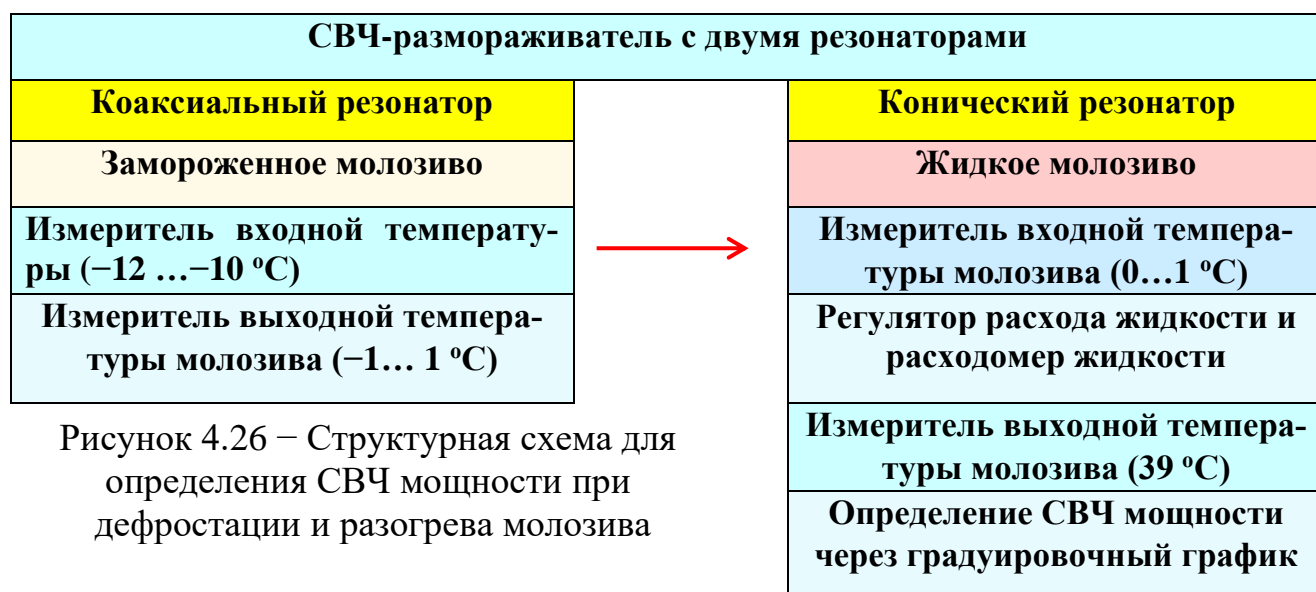 СВЧ-размораживатель с двумя резонаторами
Коаксиальный резонатор
Замороженное молозиво
Измеритель входной температу-
ры (−12 …−10 ºС)
Измеритель выходной темпера-
туры молозива (−1… 1 ºС)
Рисунок 4.26 − Структурная схема для
определения СВЧ мощности при
дефростации и разогрева молозива
Конический резонатор
Жидкое молозиво
Измеритель входной темпера-
туры молозива (0…1 ºС)
Регулятор расхода жидкости и
расходомер жидкости
Измеритель выходной темпера-
туры молозива (39 ºС)
Определение СВЧ мощности
через градуировочный график